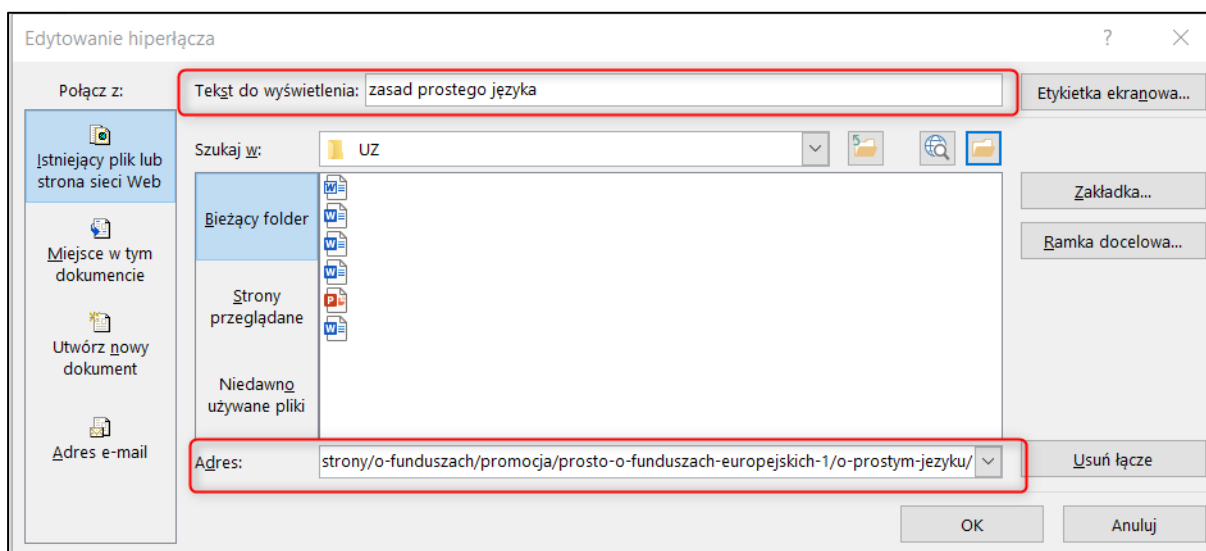 Edytowanie hiperłącza
Połącz z:
Tekst do wyświetlenia: zasad prostego języka
Etykietka ekranowa...
Istniejący plik lub
strona sieci Web
Szukaj w: UZ
Miejsce w tym
dokumencie
Bieżący folder
Zakładka...
Ramka docelowa...
Strony
przeglądane
Utwórz nowy
dokument
Niedawno
używane pliki
Adres e-mail
Adres: strony/o-funduszach/promocja/prosto-o-funduszach-europejskich-1/o-prostym-jezyku/
Usuń łącze
OK
Anuluj